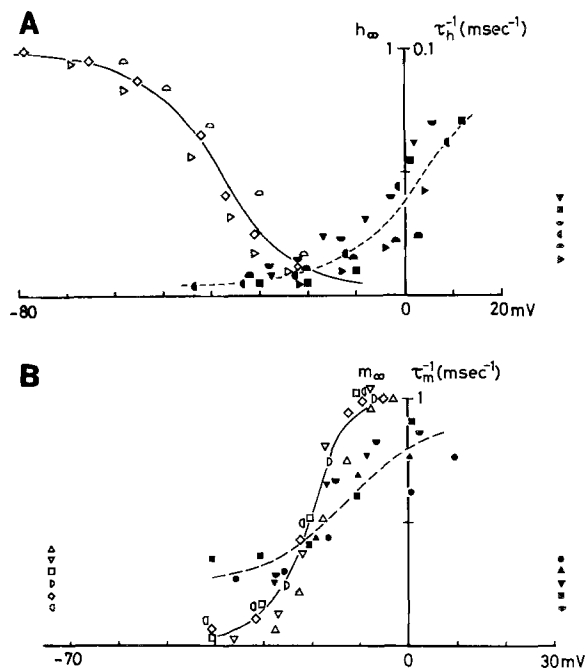 A
h∞ τh⁻¹(msec⁻¹)
1 0.1
-80 0 20mV
B
m∞ τm⁻¹(msec⁻¹)
1
-70 0 30mV